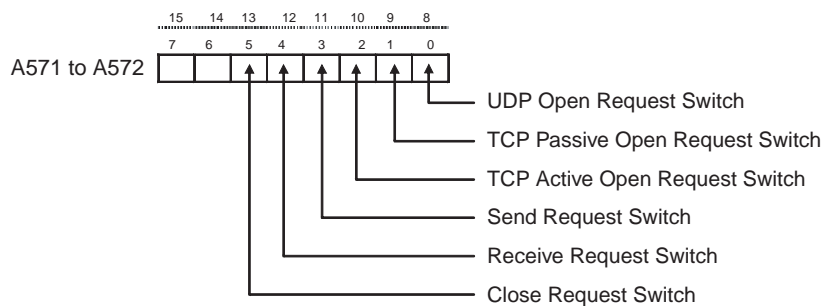 15 14 13 12 11 10 9 8
7 6 5 4 3 2 1 0
A571 to A572
UDP Open Request Switch
TCP Passive Open Request Switch
TCP Active Open Request Switch
Send Request Switch
Receive Request Switch
Close Request Switch